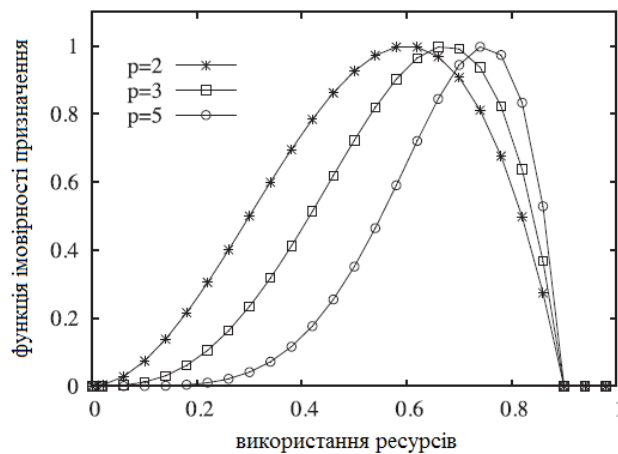 функція імовірності призначення
1
0.8
0.6
0.4
0.2
0
p=2
p=3
p=5
0
0.2
0.4
0.6
0.8
1
використання ресурсів